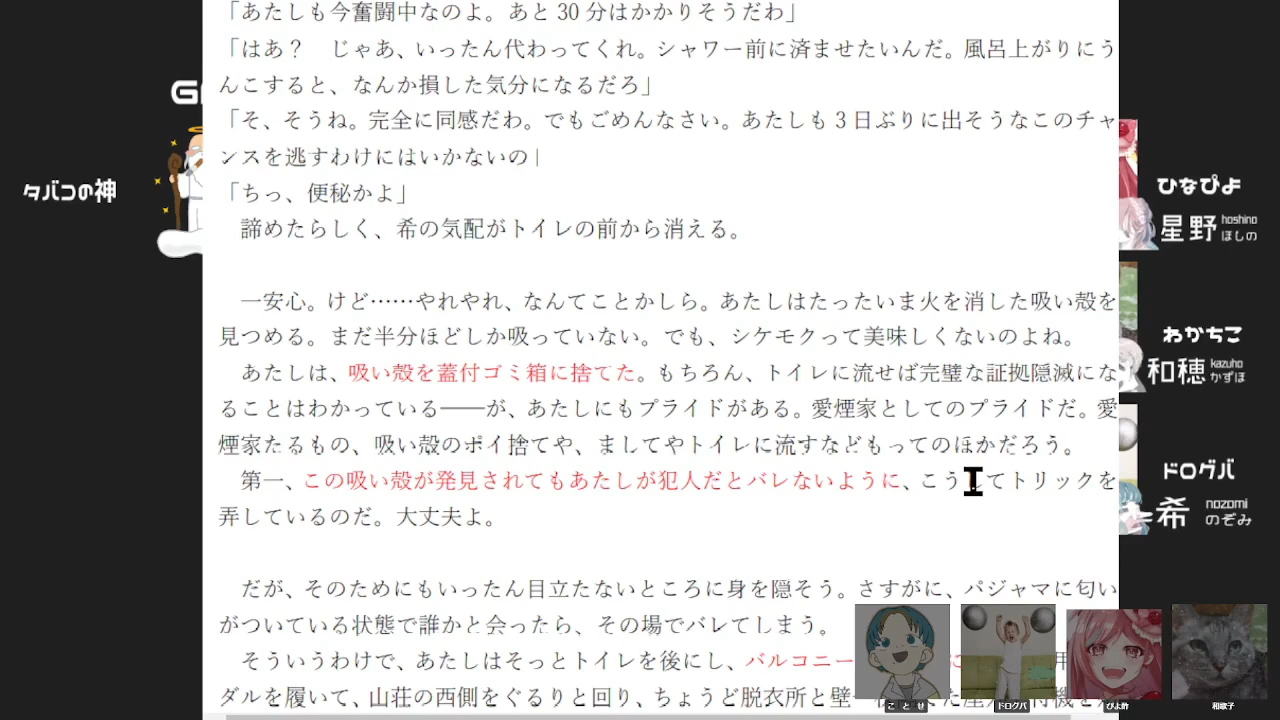 「あたしも今奮闘中なのよ。あと 30 分はかかりそうだわ」
「はあ？　じゃあ、いったん代わってくれ。シャワー前に済ませたいんだ。風呂上がりにう
んこすると、なんか損した気分になるだろ」
「そ、そうね。完全に同感だわ。でもごめんなさい。あたしも 3 日ぶりに出そうなこのチャ
ンスを逃すわけにはいかないの」
「ちっ、便秘かよ」
　諦めたらしく、希の気配がトイレの前から消える。
　一安心。けど……やれやれ、なんてことかしら。あたしはたったいま火を消した吸い殻を
見つめる。まだ半分ほどしか吸っていない。でも、シケモクって美味しくないのよね。
　あたしは、吸い殻を蓋付ゴミ箱に捨てた。もちろん、トイレに流せば完璧な証拠隠滅にな
ることはわかっている――が、あたしにもプライドがある。愛煙家としてのプライドだ。愛
煙家たるもの、吸い殻のポイ捨てや、ましてやトイレに流すなどもってのほかだろう。
　第一、この吸い殻が発見されてもあたしが犯人だとバレないように、こうしてトリックを
弄しているのだ。大丈夫よ。
　だが、そのためにもいったん目立たないところに身を隠そう。さすがに、パジャマに匂い
がついている状態で誰かと会ったら、その場でバレてしまう。
　そういうわけで、あたしはそっとトイレを後にし、バルコニー
ダルを履いて、山荘の西側をぐるりと回り、ちょうど脱衣所と壁
タバコの神
G
ひなぴよ
星野 hoshino ほしの
わかちこ
和穂 kazuho かずほ
ドログバ
希 nozomi のぞみ
こ と せ
ドログバ
ぴよ酢
和歌子